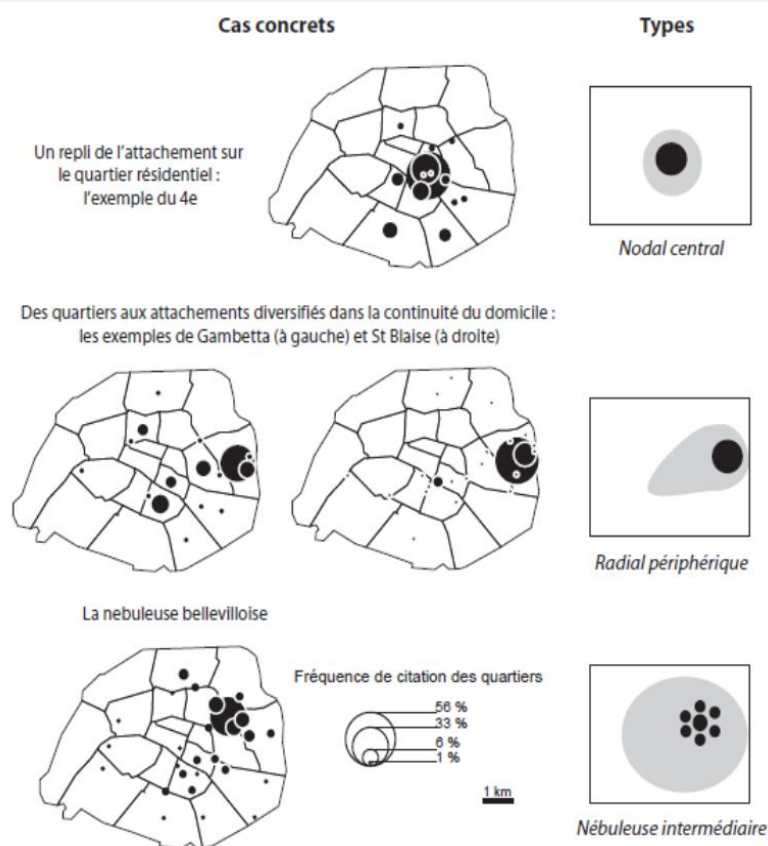 Cas concrets
Types
Un repli de l'attachement sur
le quartier résidentiel :
l'exemple du 4e
Nodal central
Des quartiers aux attachements diversifiés dans la continuité du domicile :
les exemples de Gambetta (à gauche) et St Blaise (à droite)
Radial périphérique
La nebuleuse bellevilloise
Fréquence de citation des quartiers
56 %
33 %
6 %
1 %
1 km
Nébuleuse intermédiaire